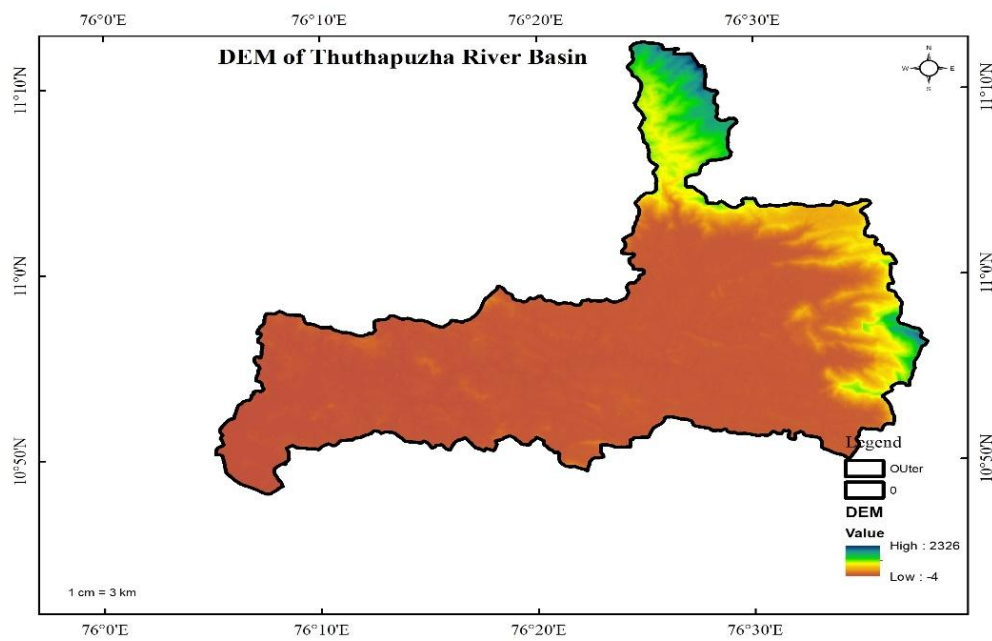 76°0'E 76°10'E 76°20'E 76°30'E
DEM of Thuthapuzha River Basin
N
W E
S
11°10'N 11°10'N
11°0'N 11°0'N
10°50'N 10°50'N
Legend
OUter
0
DEM
Value
High : 2326
Low : -4
1 cm = 3 km
76°0'E 76°10'E 76°20'E 76°30'E